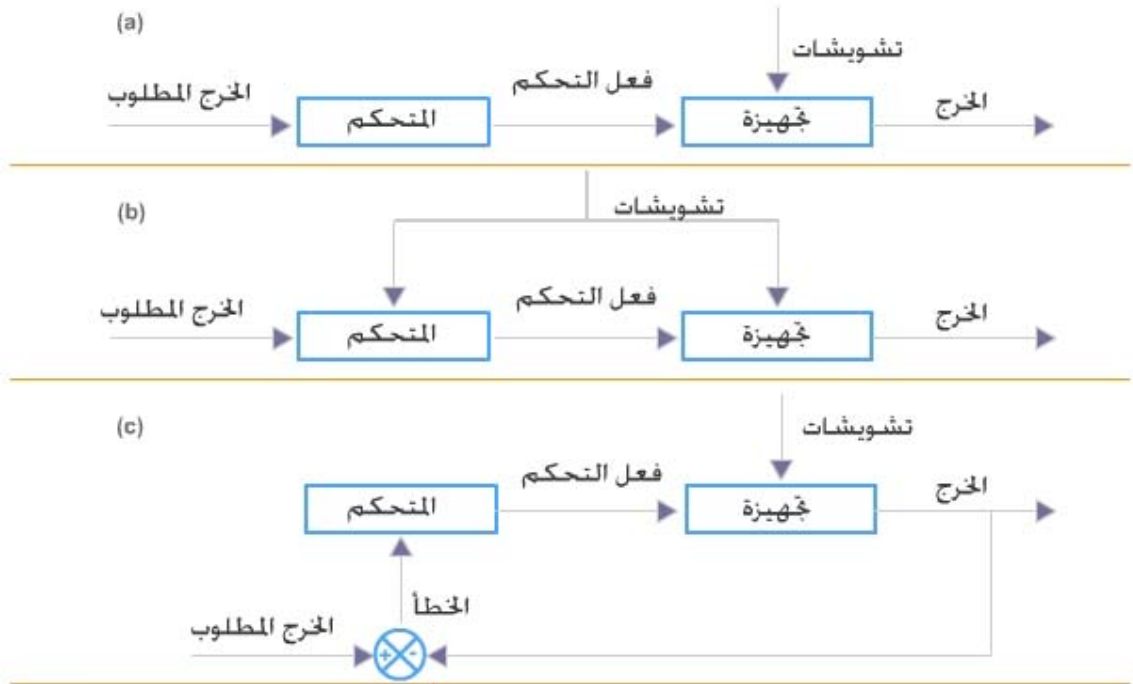 (a)
تشويشات
الخرج المطلوب
فعل التحكم
الخرج
المتحكم
تجهيزة
(b)
تشويشات
الخرج المطلوب
فعل التحكم
الخرج
المتحكم
تجهيزة
(c)
تشويشات
فعل التحكم
الخرج
المتحكم
تجهيزة
الخطأ
الخرج المطلوب
+ -